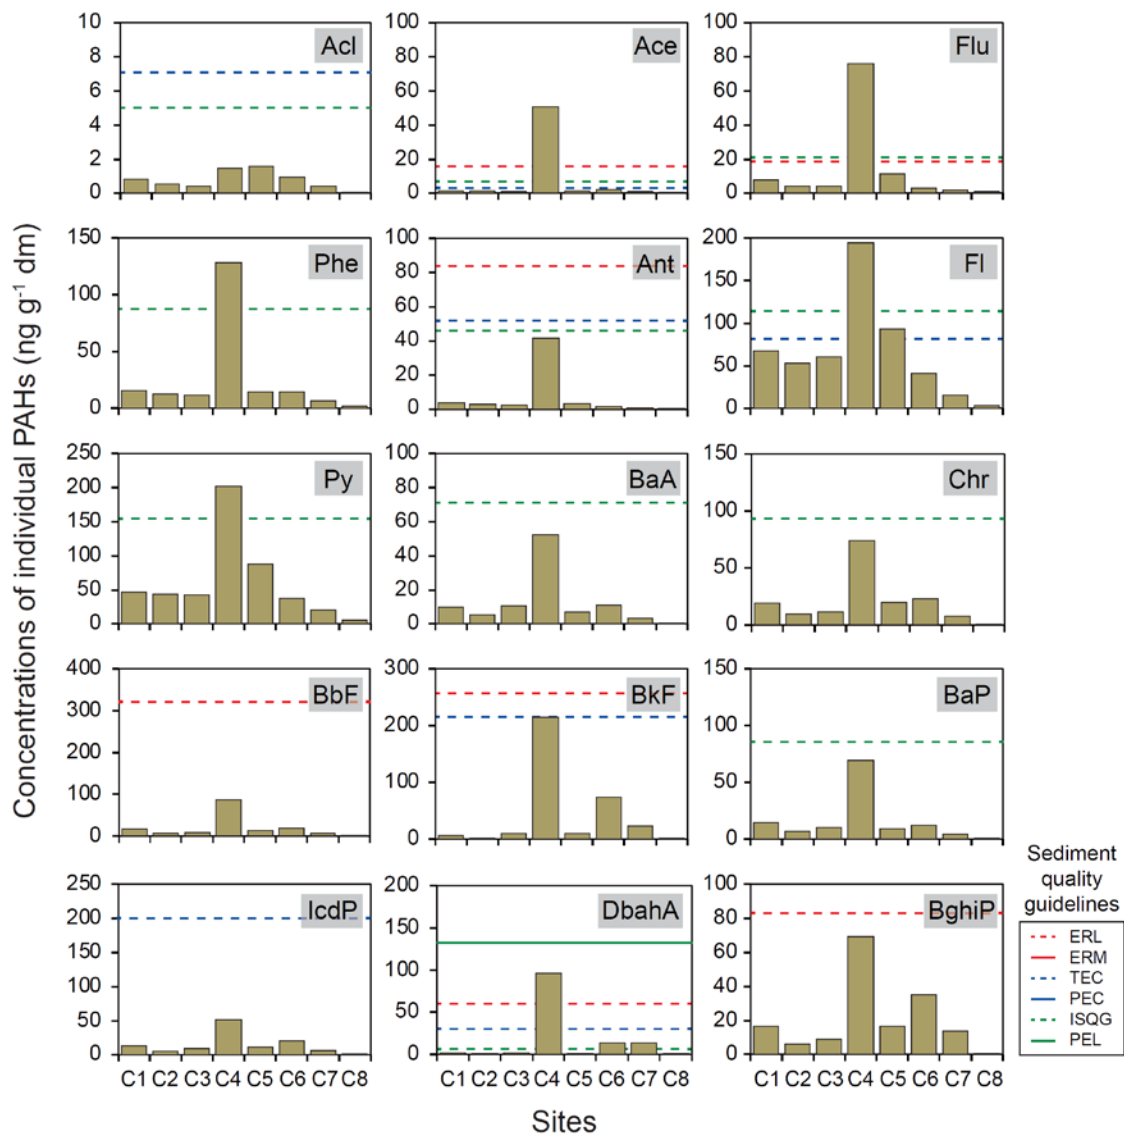 Concentrations of individual PAHs (ng g⁻¹ dm)
10
8
6
4
2
0
Acl
100
80
60
40
20
0
Ace
100
80
60
40
20
0
Flu
150
100
50
0
Phe
100
80
60
40
20
0
Ant
200
150
100
50
0
Fl
250
200
150
100
50
0
Py
100
80
60
40
20
0
BaA
150
100
50
0
Chr
400
300
200
100
0
BbF
300
200
100
0
BkF
150
100
50
0
BaP
250
200
150
100
50
0
IcdP
200
150
100
50
0
DbahA
100
80
60
40
20
0
BghiP
C1 C2 C3 C4 C5 C6 C7 C8
C1 C2 C3 C4 C5 C6 C7 C8
C1 C2 C3 C4 C5 C6 C7 C8
Sites
Sediment
quality
guidelines
ERL
ERM
TEC
PEC
ISQG
PEL